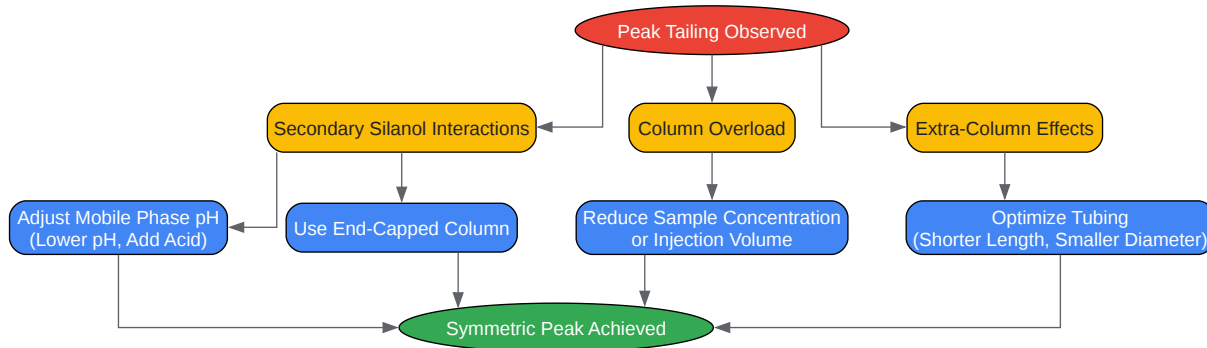 Peak Tailing Observed
Secondary Silanol Interactions
Column Overload
Extra-Column Effects
Adjust Mobile Phase pH
(Lower pH, Add Acid)
Use End-Capped Column
Reduce Sample Concentration
or Injection Volume
Optimize Tubing
(Shorter Length, Smaller Diameter)
Symmetric Peak Achieved